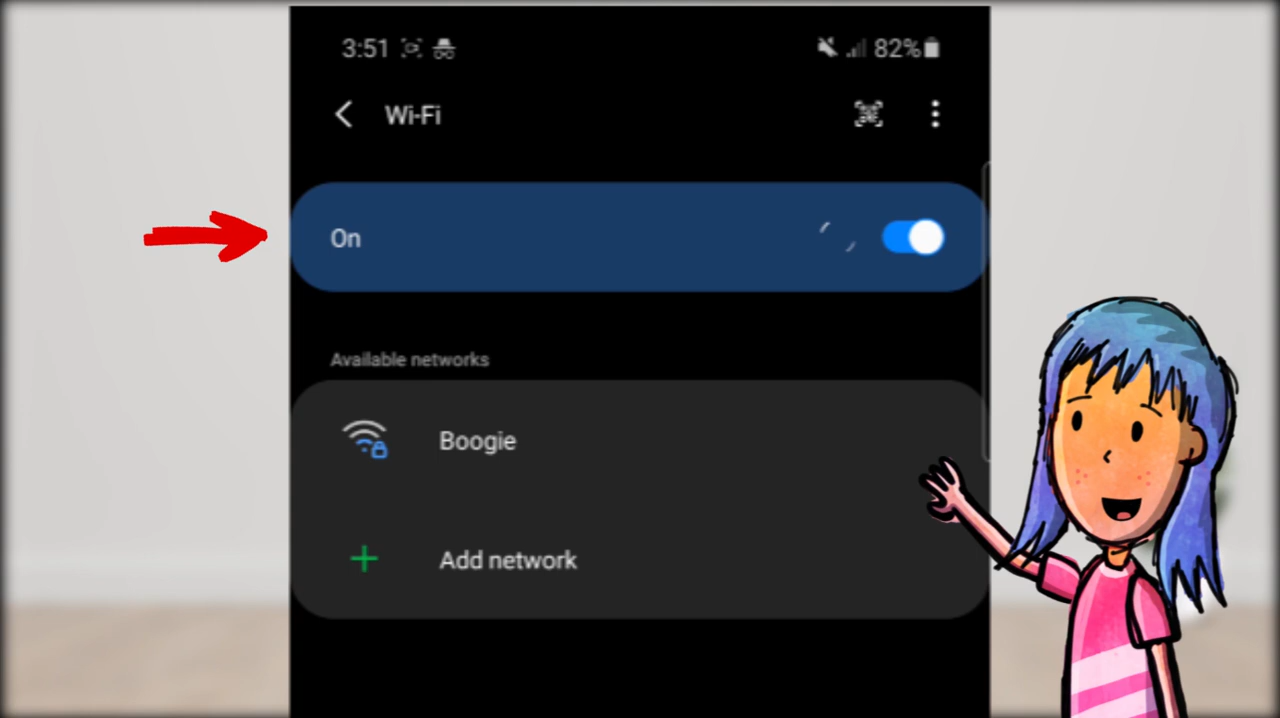 3:51 82%
Wi-Fi
On
Available networks
Boogie
Add network